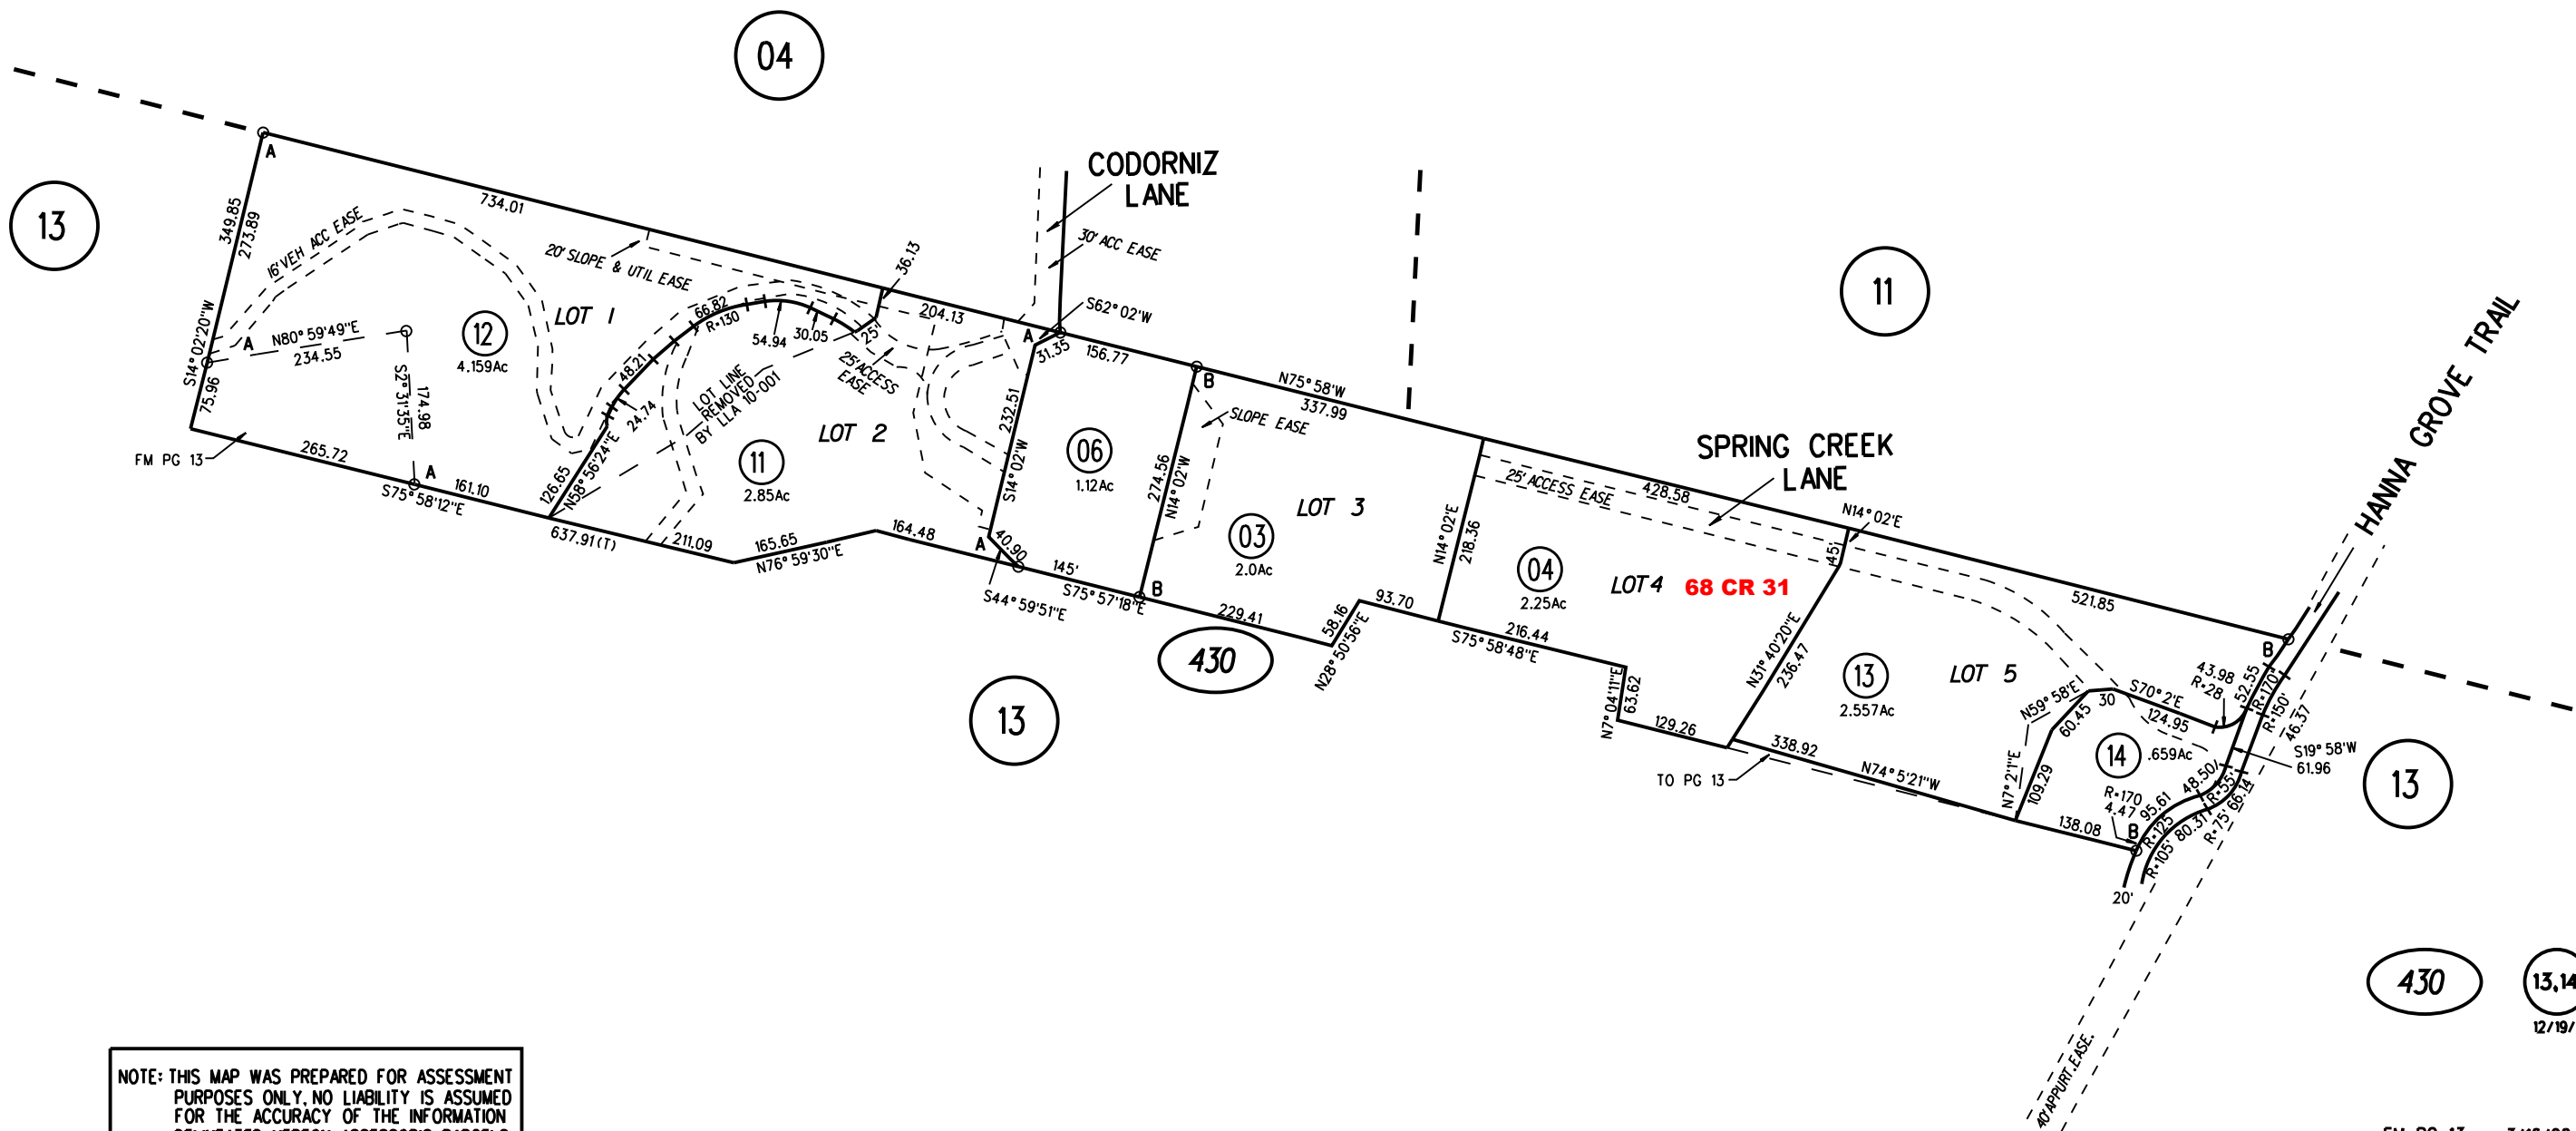 04
13
11
CODORNIZ
LANE
A
734.01
349.85
273.89
16' VEH ACC EASE
20' SLOPE & UTIL EASE
36.13
30' ACC EASE
S62°02'W
204.13
A
31.35
156.77
S14°02'20"W
A
N80°59'49"E
234.55
12
4.159Ac
LOT 1
66.82
R=130
54.94
30.05
25'
25' ACCESS
EASE
75.96
S2°31'35"E
174.98
48.21
24.74
LOT LINE
REMOVED
BY LLA 10-001
FM PG 13
265.72
A
S75°58'12"E
161.10
126.65
N58°56'24"E
637.91(T)
211.09
11
2.85Ac
LOT 2
165.65
N76°59'30"E
164.48
232.51
S14°02'W
A
40.90
S44°59'51"E
06
1.12Ac
B
274.56
N14°02'W
SLOPE EASE
145'
S75°57'18"E
B
N75°58'W
337.99
LOT 3
03
2.0Ac
229.41
58.16
N28°50'56"E
93.70
430
13
N14°02'E
218.36
25' ACCESS EASE
428.58
SPRING CREEK
LANE
N14°02'E
45'
04
2.25Ac
LOT 4
68 CR 31
216.44
S75°58'48"E
N7°04'11"E
63.62
129.26
N31°40'20"E
236.47
TO PG 13
338.92
N74°5'21"W
13
2.557Ac
LOT 5
521.85
HANNA GROVE TRAIL
B
N59°58'E
60.45
30
S70°2'E
124.95
43.98
R=28
52.55
R=170'
R=150'
46.37
N7°2'1"E
109.29
14
.659Ac
S19°58'W
61.96
R=170
4.47
138.08
B
95.61
R=125
48.50
R=55'
80.31
R=105'
66.14
R=75'
20'
13
40' APPURT. EASE.
430
13,14
12/19/
NOTE: THIS MAP WAS PREPARED FOR ASSESSMENT
PURPOSES ONLY. NO LIABILITY IS ASSUMED
FOR THE ACCURACY OF THE INFORMATION